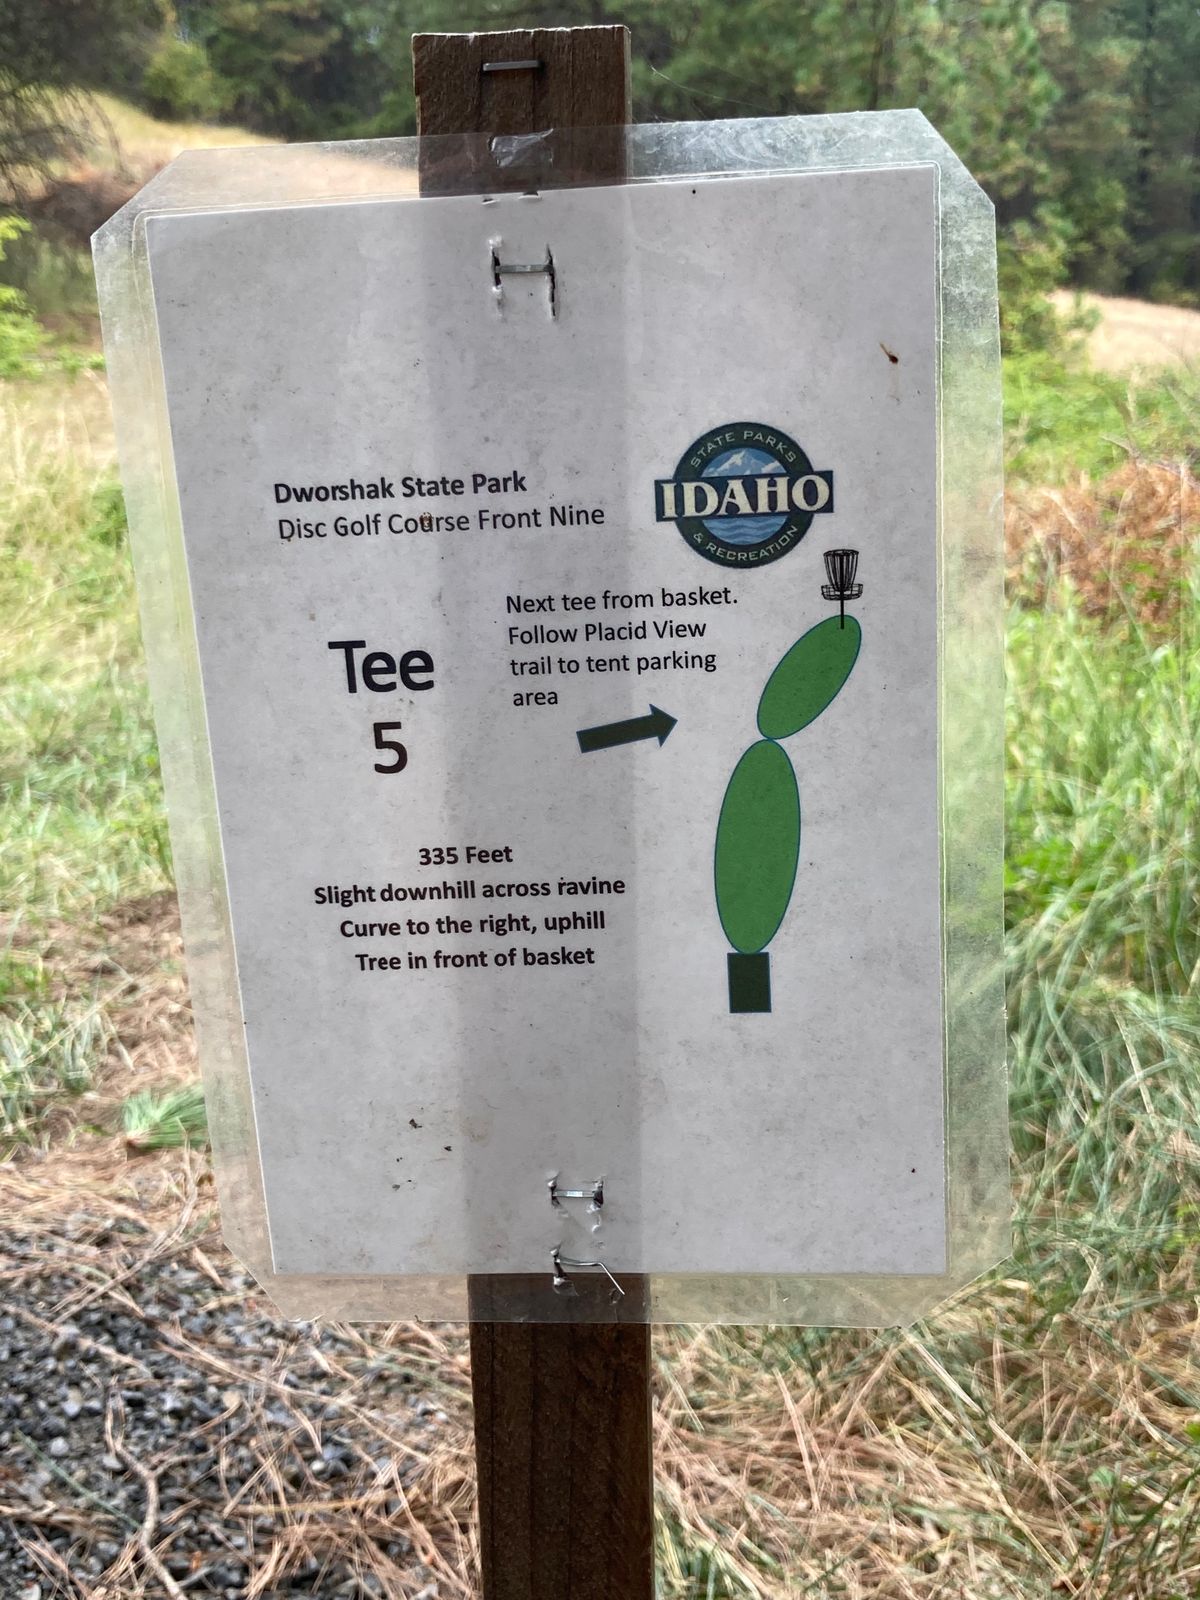 STATE PARKS
IDAHO
& RECREATION
Dworshak State Park
Disc Golf Course Front Nine
Next tee from basket.
Follow Placid View
trail to tent parking
area
Tee
5
335 Feet
Slight downhill across ravine
Curve to the right, uphill
Tree in front of basket